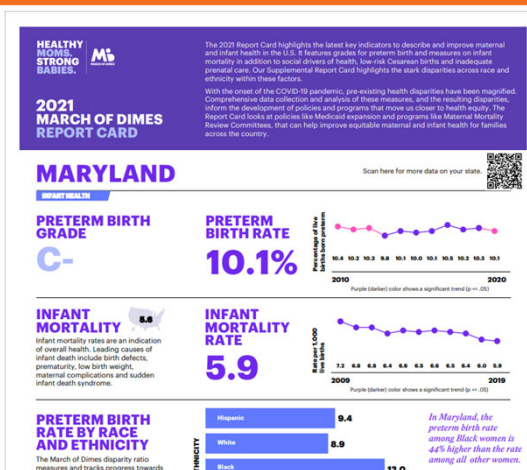 HEALTHY
MOMS.
STRONG
BABIES.
MARCH OF DIMES
2021
MARCH OF DIMES
REPORT CARD
The 2021 Report Card highlights the latest key indicators to describe and improve maternal
and infant health in the U.S. It features grades for preterm birth and measures on infant
mortality in addition to social drivers of health, low-risk Cesarean births and inadequate
prenatal care. Our Supplemental Report Card highlights the stark disparities across race and
ethnicity within these factors.
With the onset of the COVID-19 pandemic, pre-existing health disparities have been magnified.
Comprehensive data collection and analysis of these measures, and the resulting disparities,
inform the development of policies and programs that move us closer to health equity. The
Report Card looks at policies like Medicaid expansion and programs like Maternal Mortality
Review Committees, that can help improve equitable maternal and infant health for families
across the country.
MARYLAND
Scan here for more data on your state.
INFANT HEALTH
PRETERM BIRTH
GRADE
C-
PRETERM
BIRTH RATE
10.1%
Percentage of live
births born preterm
10.4 10.2 10.3 9.8 10.1 10.0 10.1 10.5 10.2 10.3 10.1
2010 2020
Purple (darker) color shows a significant trend (p <= .05)
INFANT
MORTALITY
5.6
Infant mortality rates are an indication
of overall health. Leading causes of
infant death include birth defects,
prematurity, low birth weight,
maternal complications and sudden
infant death syndrome.
INFANT
MORTALITY
RATE
5.9
Rate per 1,000
live births
7.2 6.8 6.8 6.4 6.6 6.5 6.6 6.5 6.4 6.0 5.9
2009 2019
Purple (darker) color shows a significant trend (p <= .05)
PRETERM BIRTH
RATE BY RACE
AND ETHNICITY
The March of Dimes disparity ratio
measures and tracks progress towards
Hispanic 9.4
White 8.9
Black 13.0
In Maryland, the
preterm birth rate
among Black women is
44% higher than the rate
among all other women.